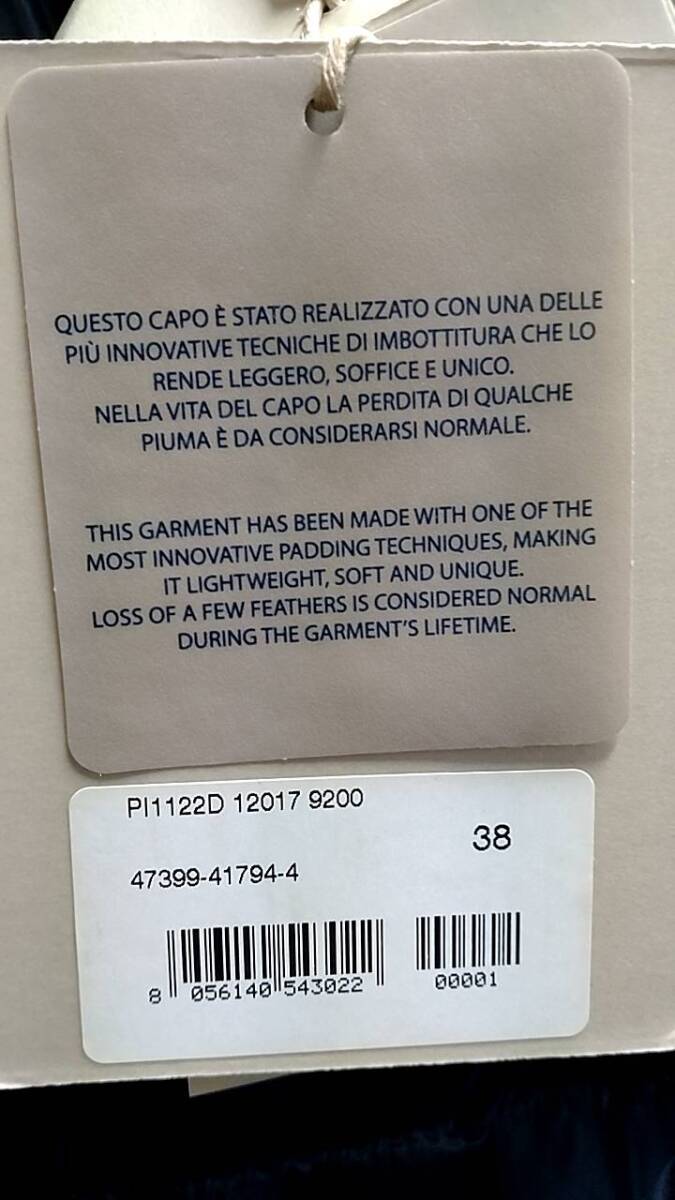 QUESTO CAPO È STATO REALIZZATO CON UNA DELLE
PIÙ INNOVATIVE TECNICHE DI IMBOTTITURA CHE LO
RENDE LEGGERO, SOFFICE E UNICO.
NELLA VITA DEL CAPO LA PERDITA DI QUALCHE
PIUMA È DA CONSIDERARSI NORMALE.
THIS GARMENT HAS BEEN MADE WITH ONE OF THE
MOST INNOVATIVE PADDING TECHNIQUES, MAKING
IT LIGHTWEIGHT, SOFT AND UNIQUE.
LOSS OF A FEW FEATHERS IS CONSIDERED NORMAL
DURING THE GARMENT'S LIFETIME.
PI1122D 12017 9200
38
47399-41794-4
8 056140 543022 00001